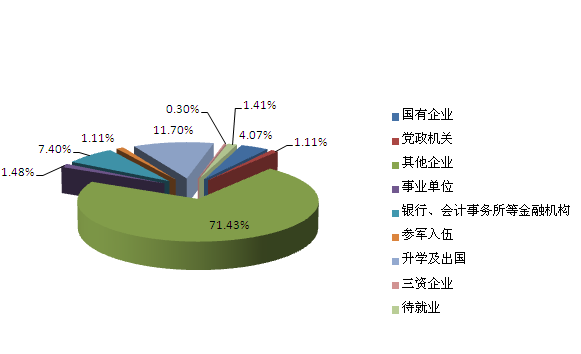 0.30%
1.41%
1.11%
11.70%
4.07%
1.11%
7.40%
1.48%
71.43%
国有企业
党政机关
其他企业
事业单位
银行、会计事务所等金融机构
参军入伍
升学及出国
三资企业
待就业